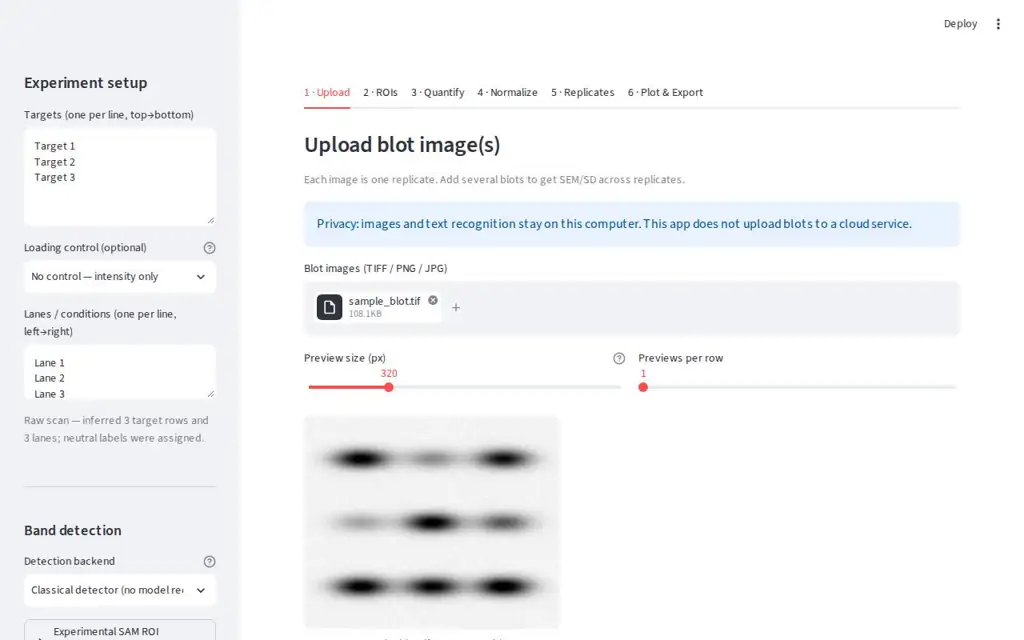 Deploy
Experiment setup
Targets (one per line, top→bottom)
Target 1
Target 2
Target 3
Loading control (optional)
No control — intensity only
Lanes / conditions (one per line,
left→right)
Lane 1
Lane 2
Lane 3
Raw scan — inferred 3 target rows and
3 lanes; neutral labels were assigned.
Band detection
Detection backend
Classical detector (no model
Experimental SAM ROI
1 · Upload
2 · ROIs
3 · Quantify
4 · Normalize
5 · Replicates
6 · Plot & Export
Upload blot image(s)
Each image is one replicate. Add several blots to get SEM/SD across replicates.
Privacy: images and text recognition stay on this computer. This app does not upload blots to a cloud service.
Blot images (TIFF / PNG / JPG)
sample_blot.tif
108.1KB
Preview size (px)
320
Previews per row
1